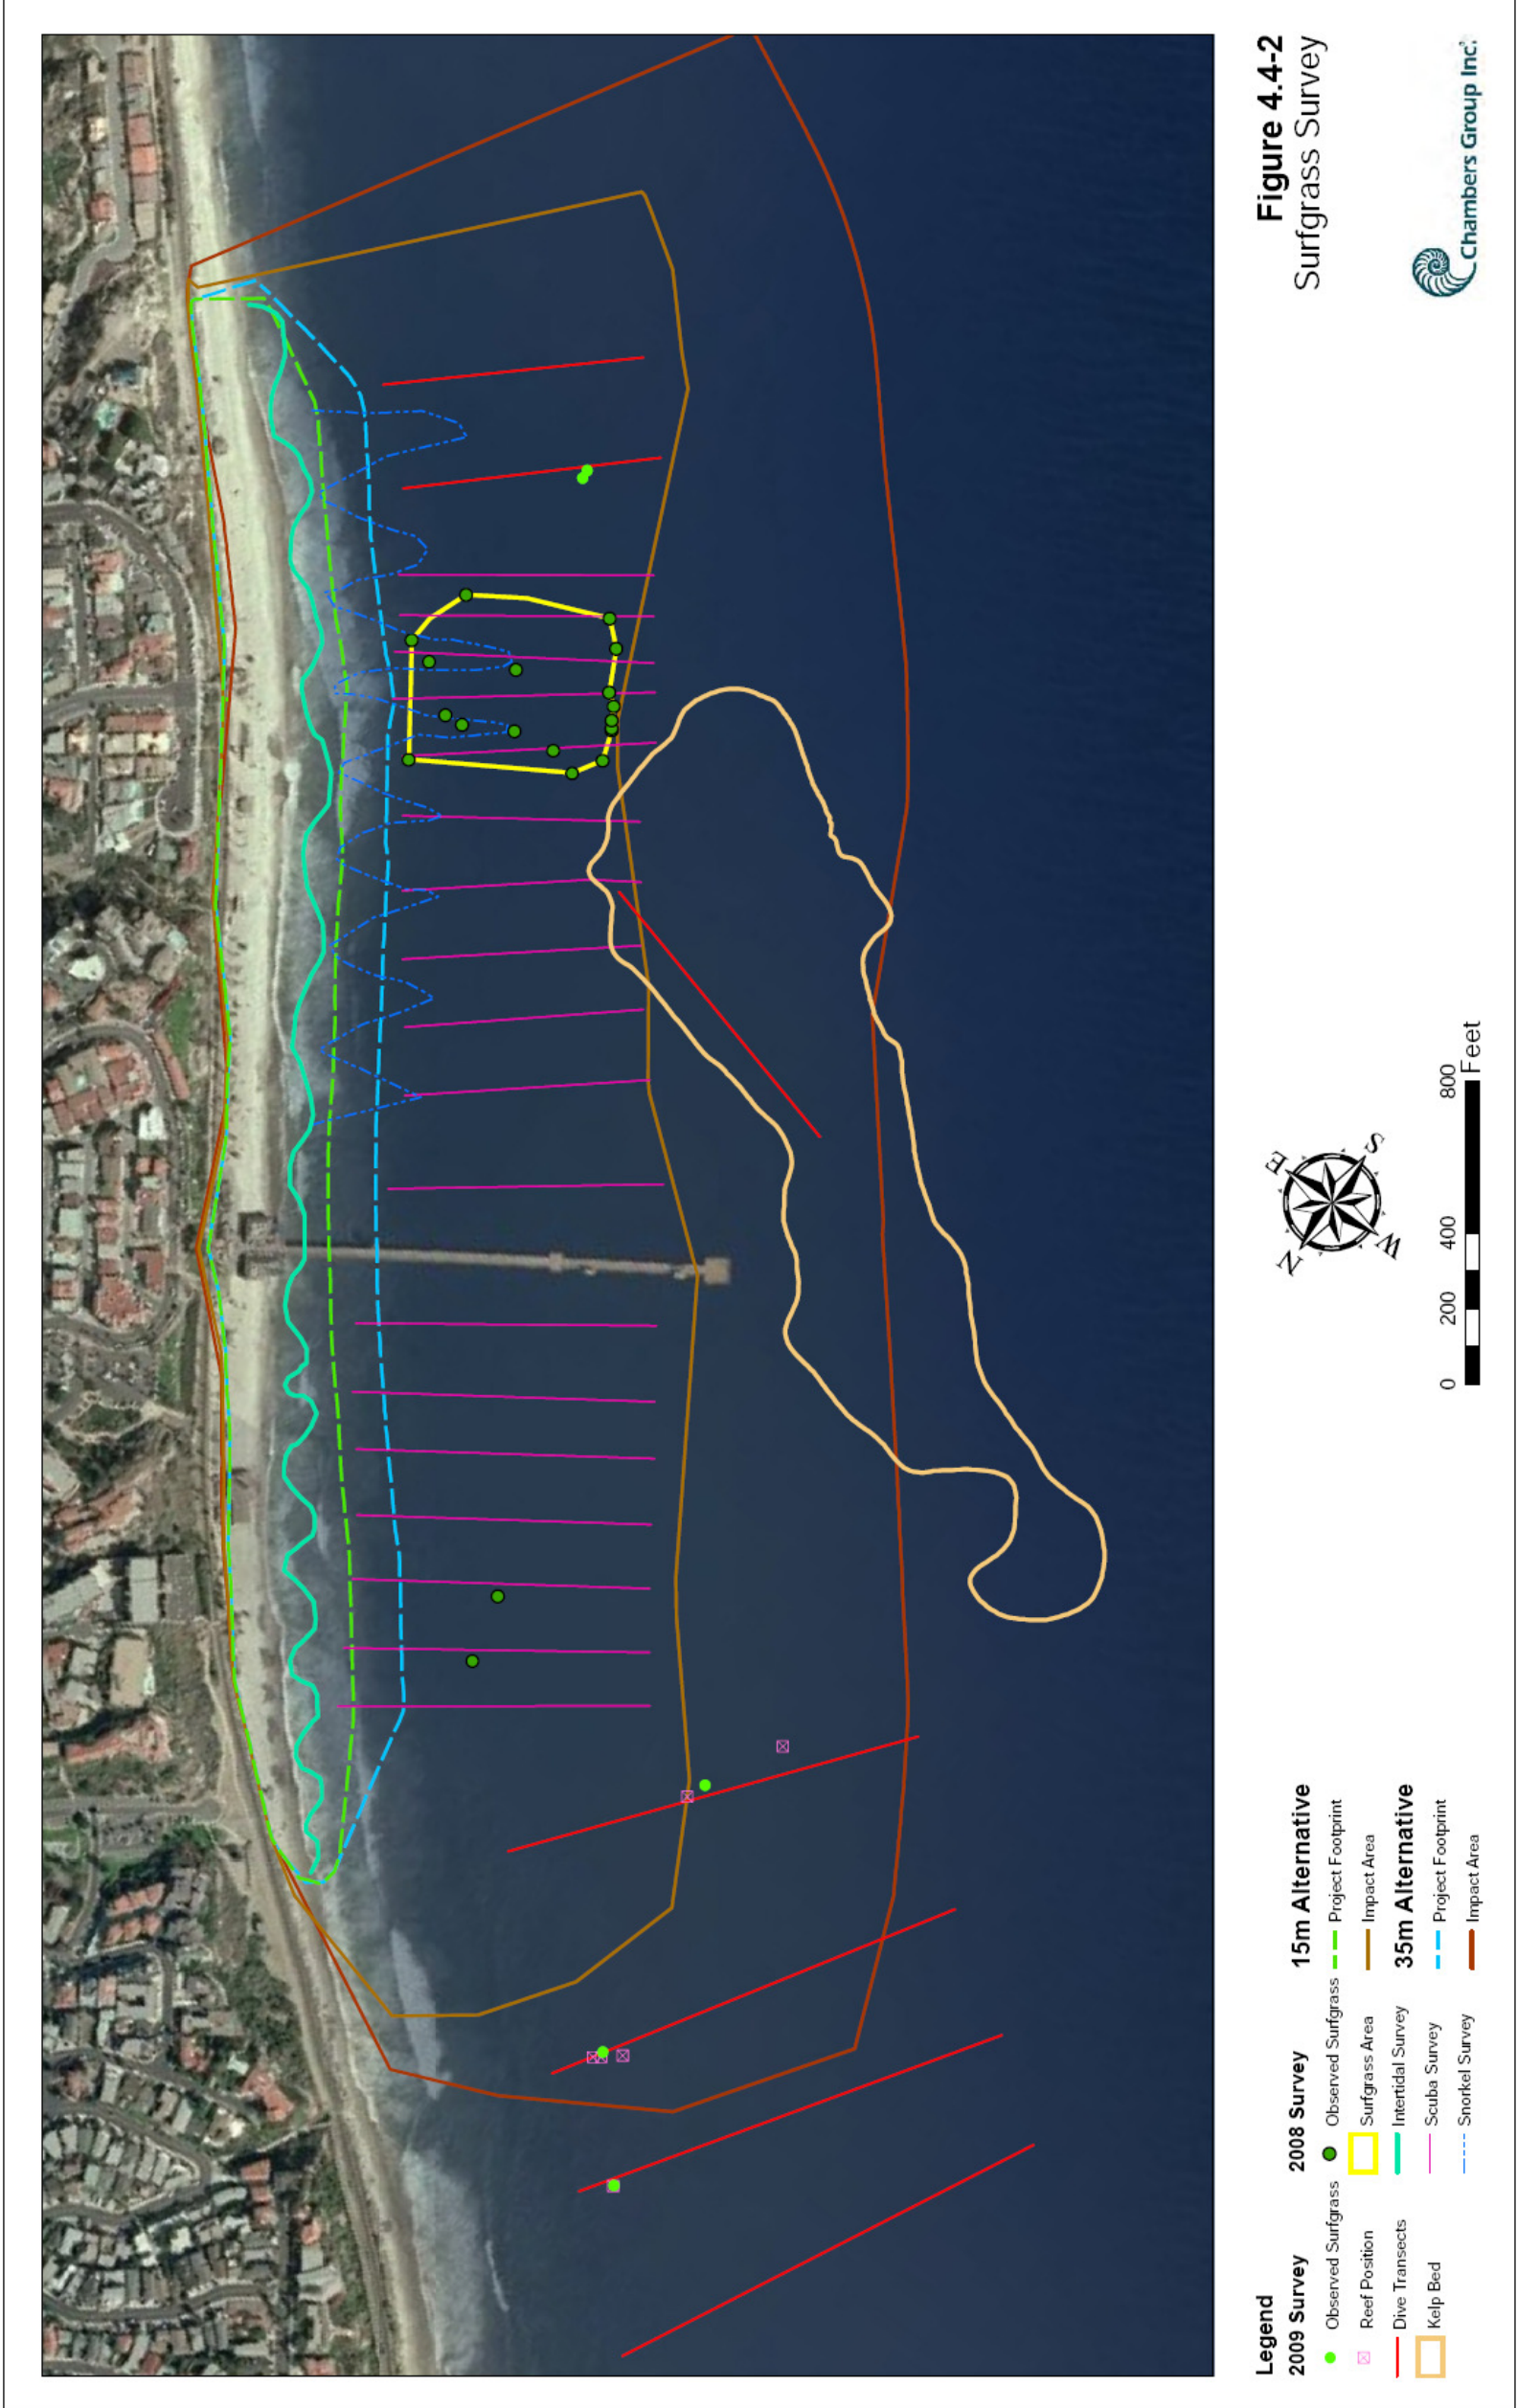 Figure 4.4-2
Surfgrass Survey
Legend
2009 Survey
Observed Surfgrass
Reef Position
Dive Transects
Kelp Bed
2008 Survey
Observed Surfgrass
Surfgrass Area
Intertidal Survey
Scuba Survey
Snorkel Survey
15m Alternative
Project Footprint
Impact Area
35m Alternative
Project Footprint
Impact Area
N
E
S
W
0 200 400 800
Feet
Chambers Group Inc.